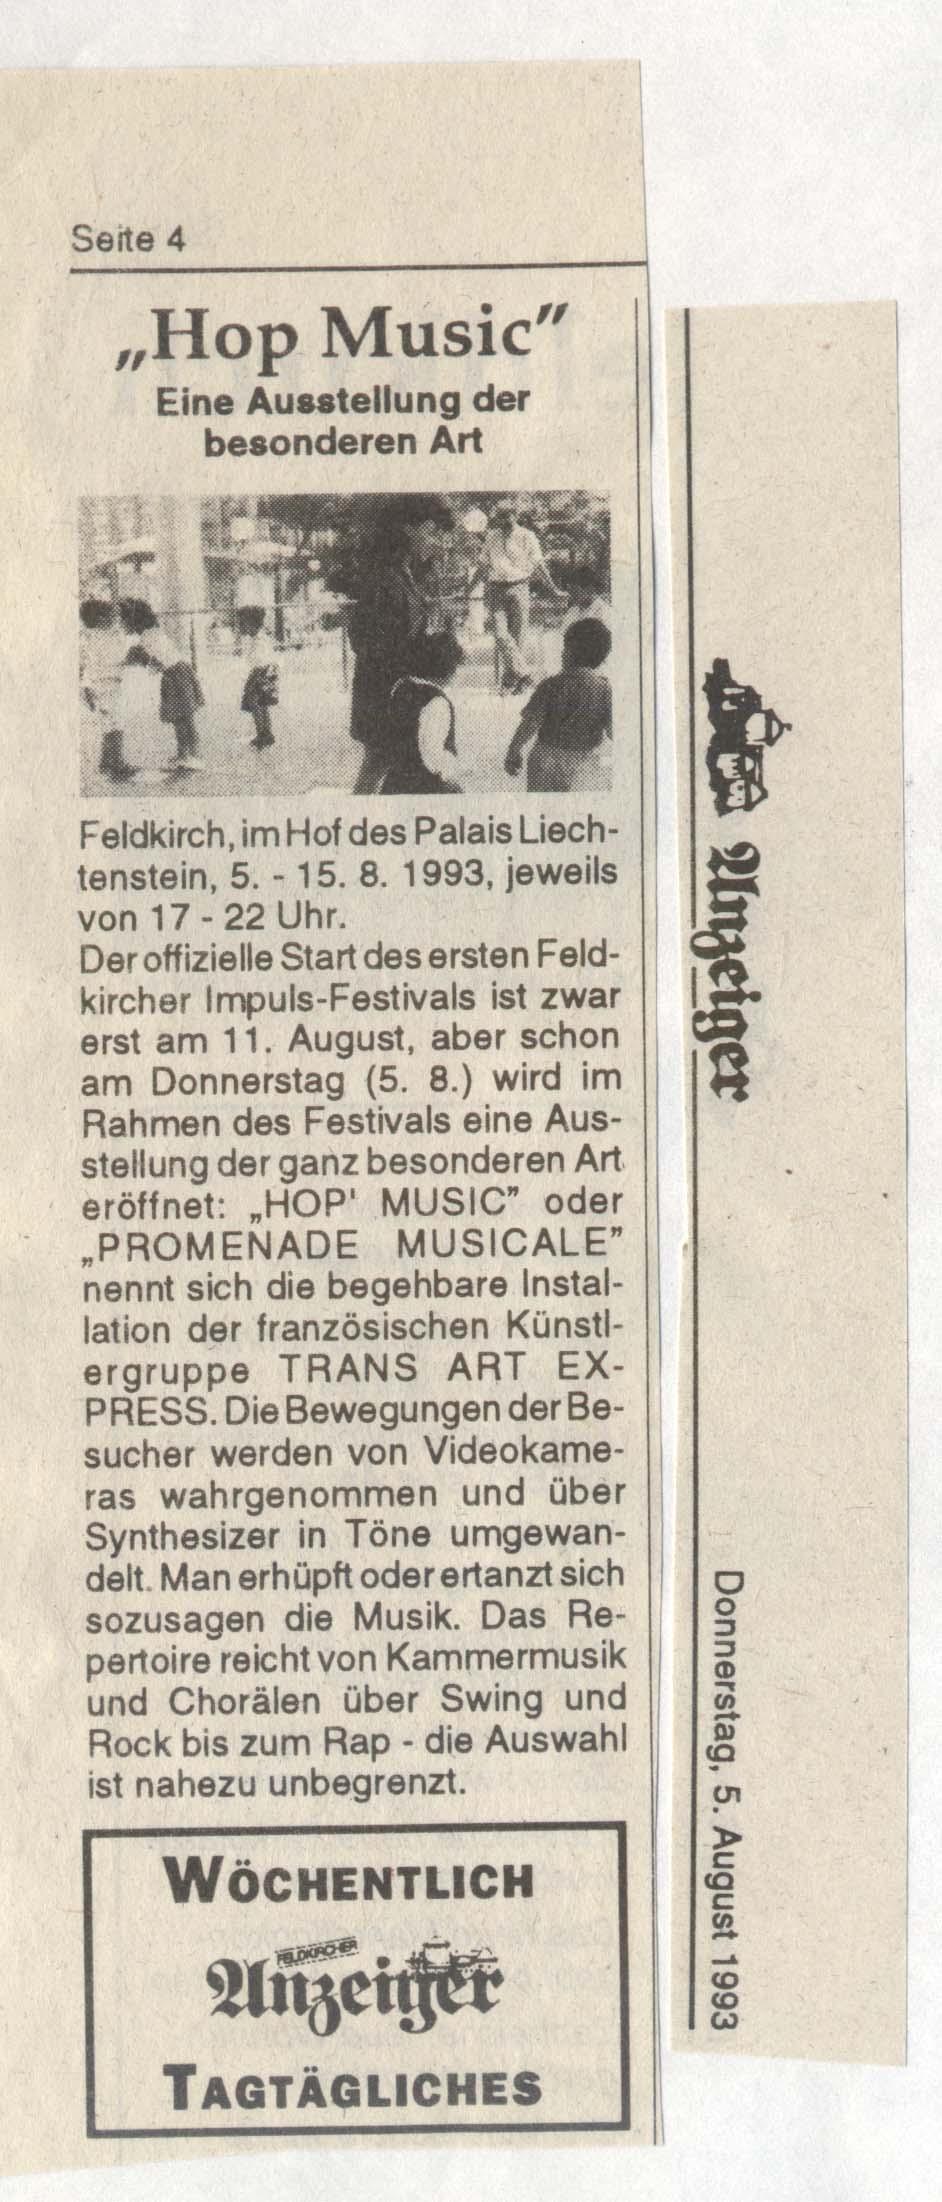 Seite 4
„Hop Music”
Eine Ausstellung der
besonderen Art
Feldkirch, im Hof des Palais Liech-
tenstein, 5. - 15. 8. 1993, jeweils
von 17 - 22 Uhr.
Der offizielle Start des ersten Feld-
kircher Impuls-Festivals ist zwar
erst am 11. August, aber schon
am Donnerstag (5. 8.) wird im
Rahmen des Festivals eine Aus-
stellung der ganz besonderen Art
eröffnet: „HOP' MUSIC” oder
„PROMENADE MUSICALE”
nennt sich die begehbare Instal-
lation der französischen Künstl-
ergruppe TRANS ART EX-
PRESS. Die Bewegungen der Be-
sucher werden von Videokame-
ras wahrgenommen und über
Synthesizer in Töne umgewan-
delt. Man erhüpft oder ertanzt sich
sozusagen die Musik. Das Re-
pertoire reicht von Kammermusik
und Chorälen über Swing und
Rock bis zum Rap - die Auswahl
ist nahezu unbegrenzt.
WÖCHENTLICH
FELDKIRCHER
Anzeiger
TAGTÄGLICHES
Anzeiger
Donnerstag, 5. August 1993